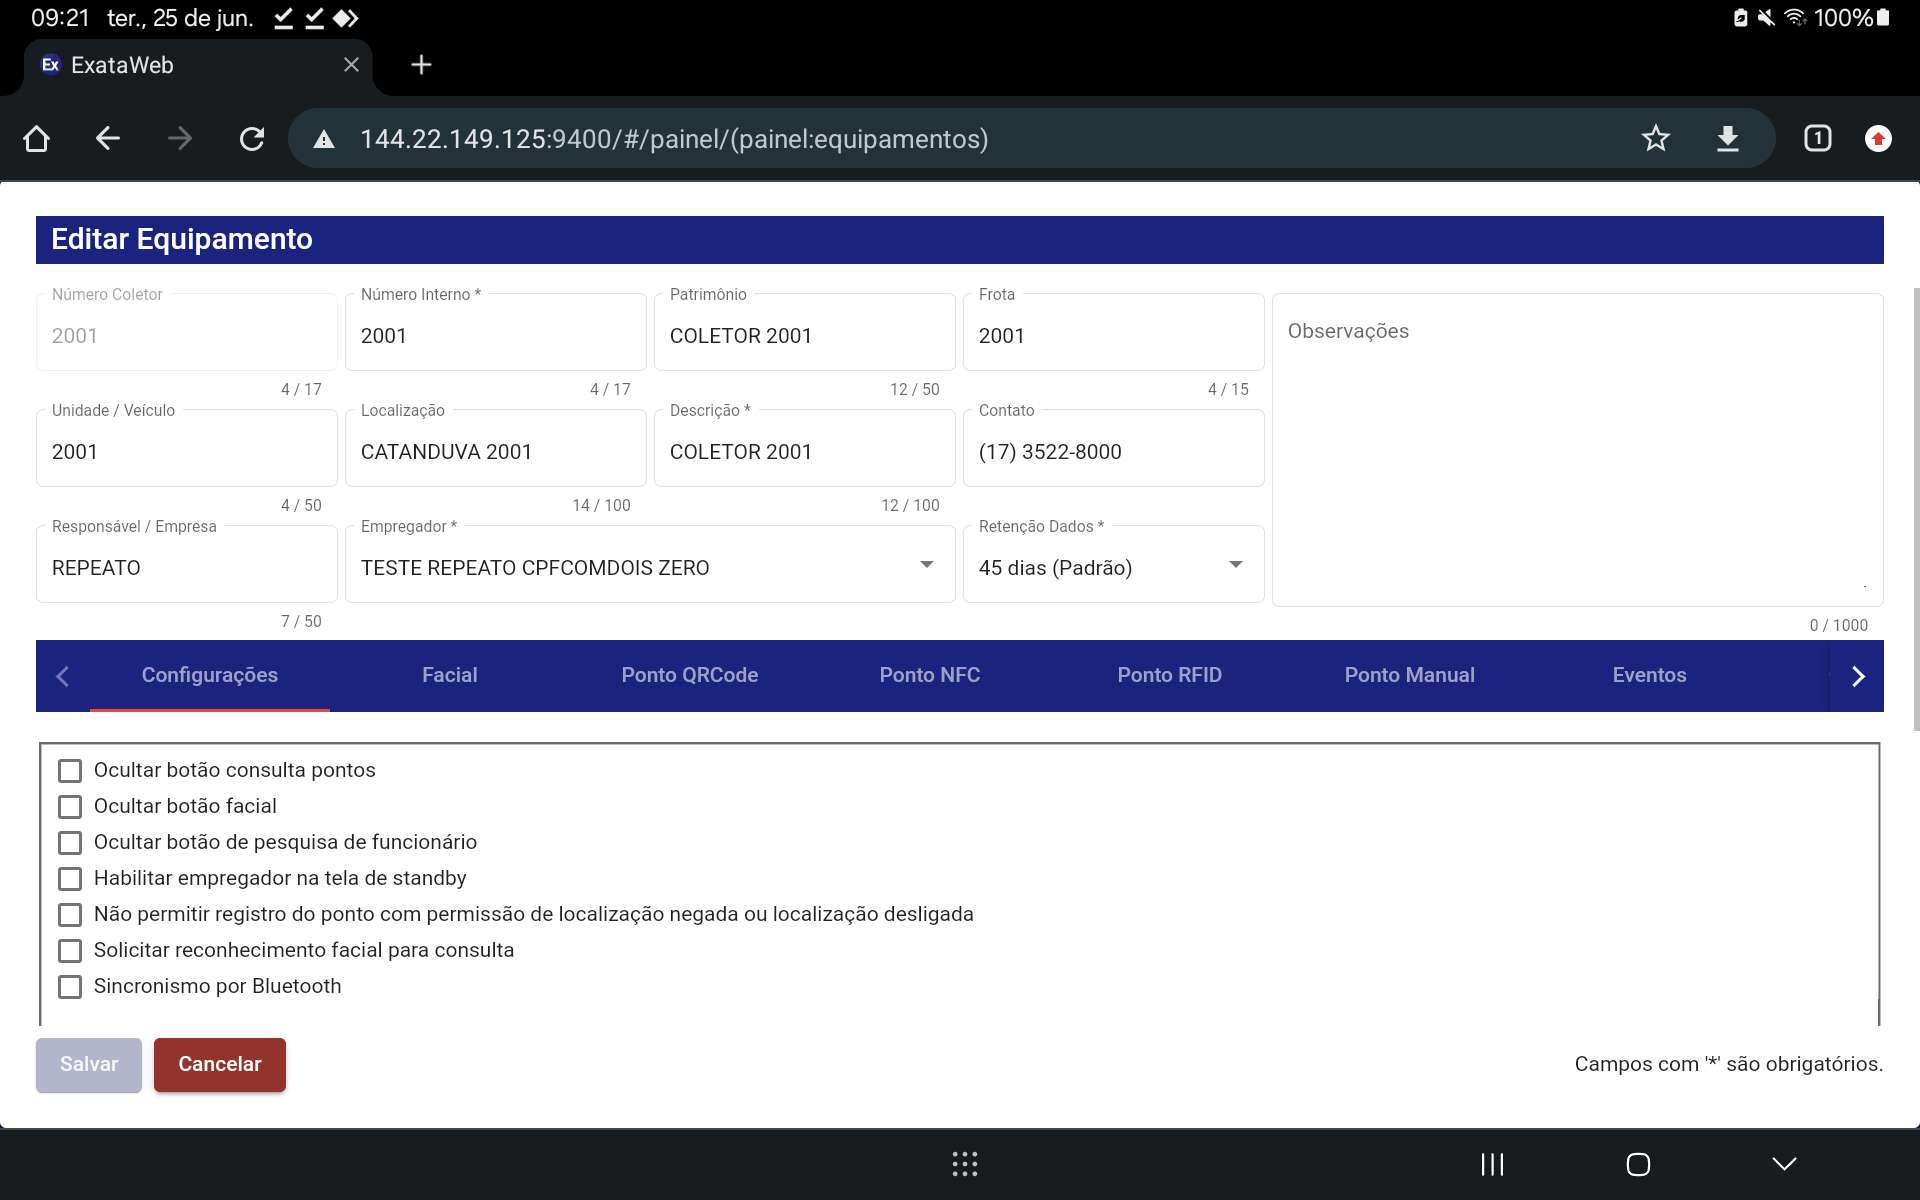 09:21 ter., 25 de jun.
100%
Ex ExataWeb
144.22.149.125:9400/#/painel/(painel:equipamentos)
1
Editar Equipamento
Número Coletor
2001
4 / 17
Número Interno *
2001
4 / 17
Patrimônio
COLETOR 2001
12 / 50
Frota
2001
4 / 15
Observações
0 / 1000
Unidade / Veículo
2001
4 / 50
Localização
CATANDUVA 2001
14 / 100
Descrição *
COLETOR 2001
12 / 100
Contato
(17) 3522-8000
Responsável / Empresa
REPEATO
7 / 50
Empregador *
TESTE REPEATO CPFCOMDOIS ZERO
Retenção Dados *
45 dias (Padrão)
Configurações Facial Ponto QRCode Ponto NFC Ponto RFID Ponto Manual Eventos
Ocultar botão consulta pontos
Ocultar botão facial
Ocultar botão de pesquisa de funcionário
Habilitar empregador na tela de standby
Não permitir registro do ponto com permissão de localização negada ou localização desligada
Solicitar reconhecimento facial para consulta
Sincronismo por Bluetooth
Salvar Cancelar
Campos com '*' são obrigatórios.